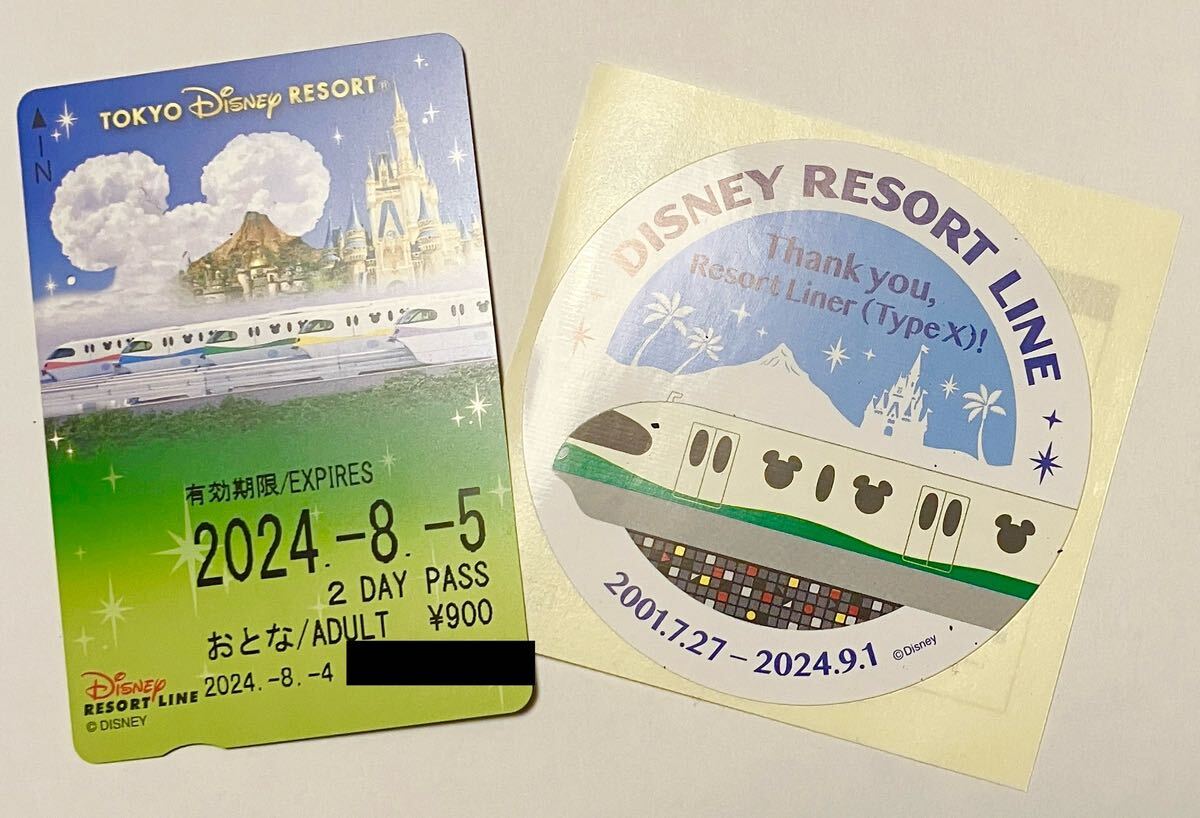 IN
TOKYO Disney RESORT®
有効期限/EXPIRES
2024.-8.-5
2 DAY PASS
おとな/ADULT ¥900
2024.-8.-4
Disney
RESORT LINE
© DISNEY
DISNEY RESORT LINE
Thank you,
Resort Liner (Type X)!
2001.7.27 – 2024.9.1
©Disney